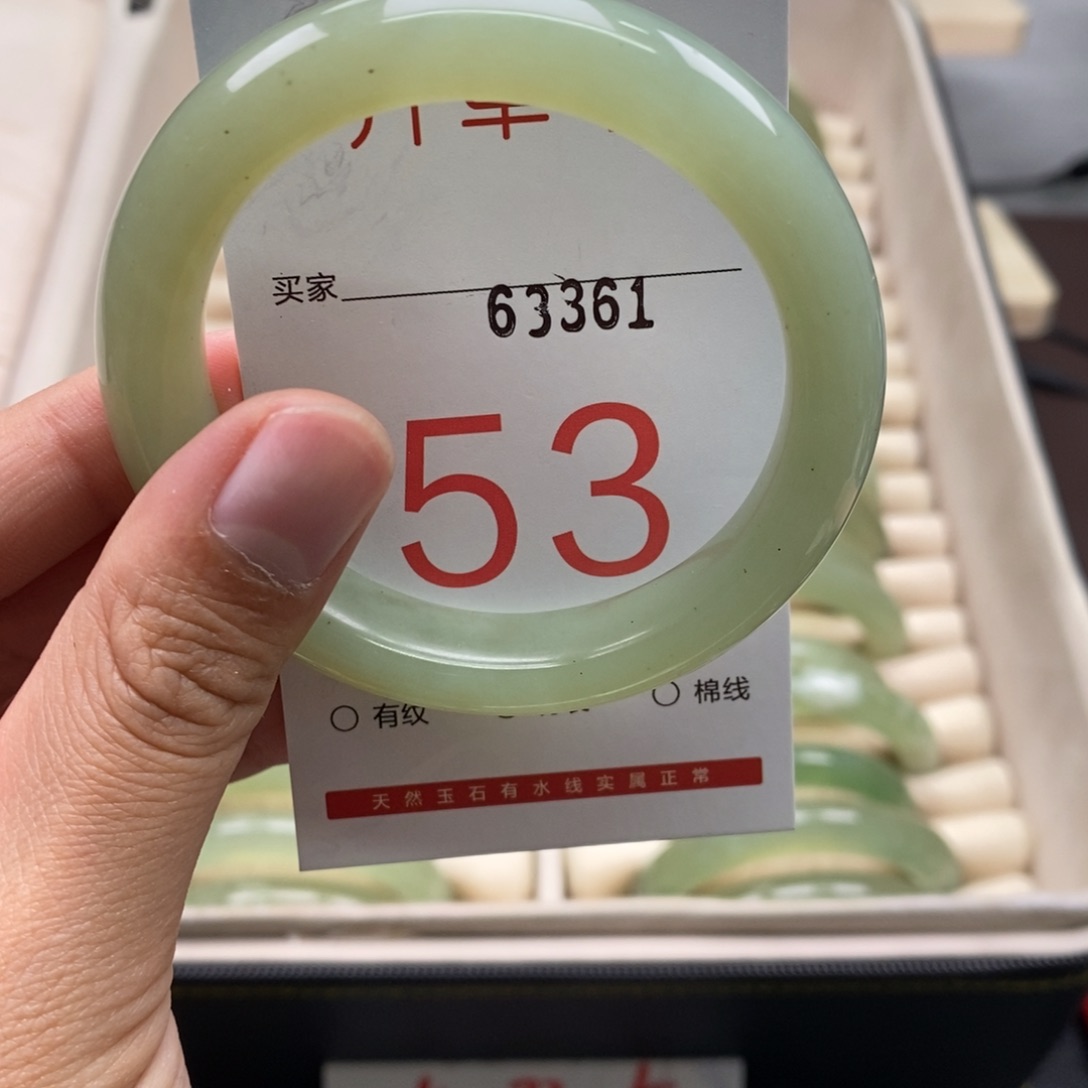 买家 63361
53
○ 有纹 ○ 棉线
天然玉石有水线实属正常